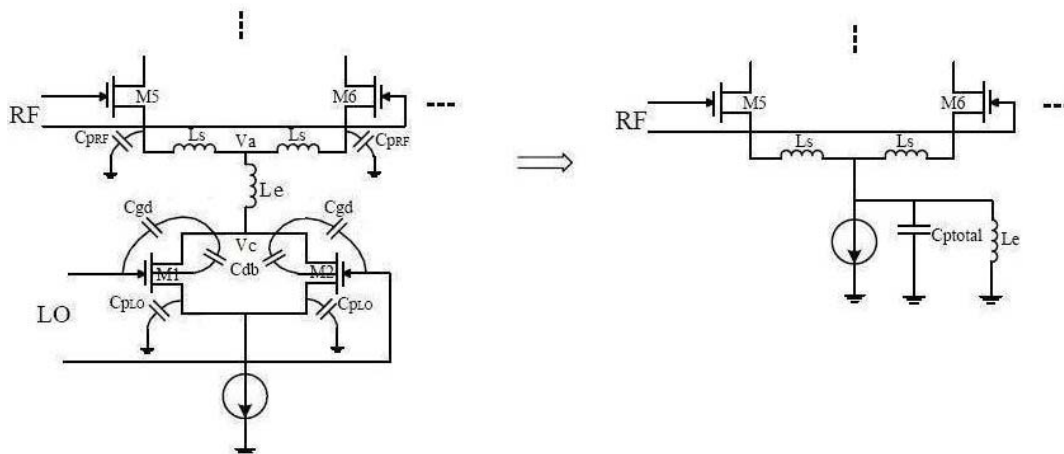 M5
M6
RF
Ls
Va
Ls
CpRF
CpRF
Le
Cgd
Cgd
Vc
M1
Cdb
M2
CpLO
CpLO
LO
M5
M6
RF
Ls
Ls
Cptotal
Le